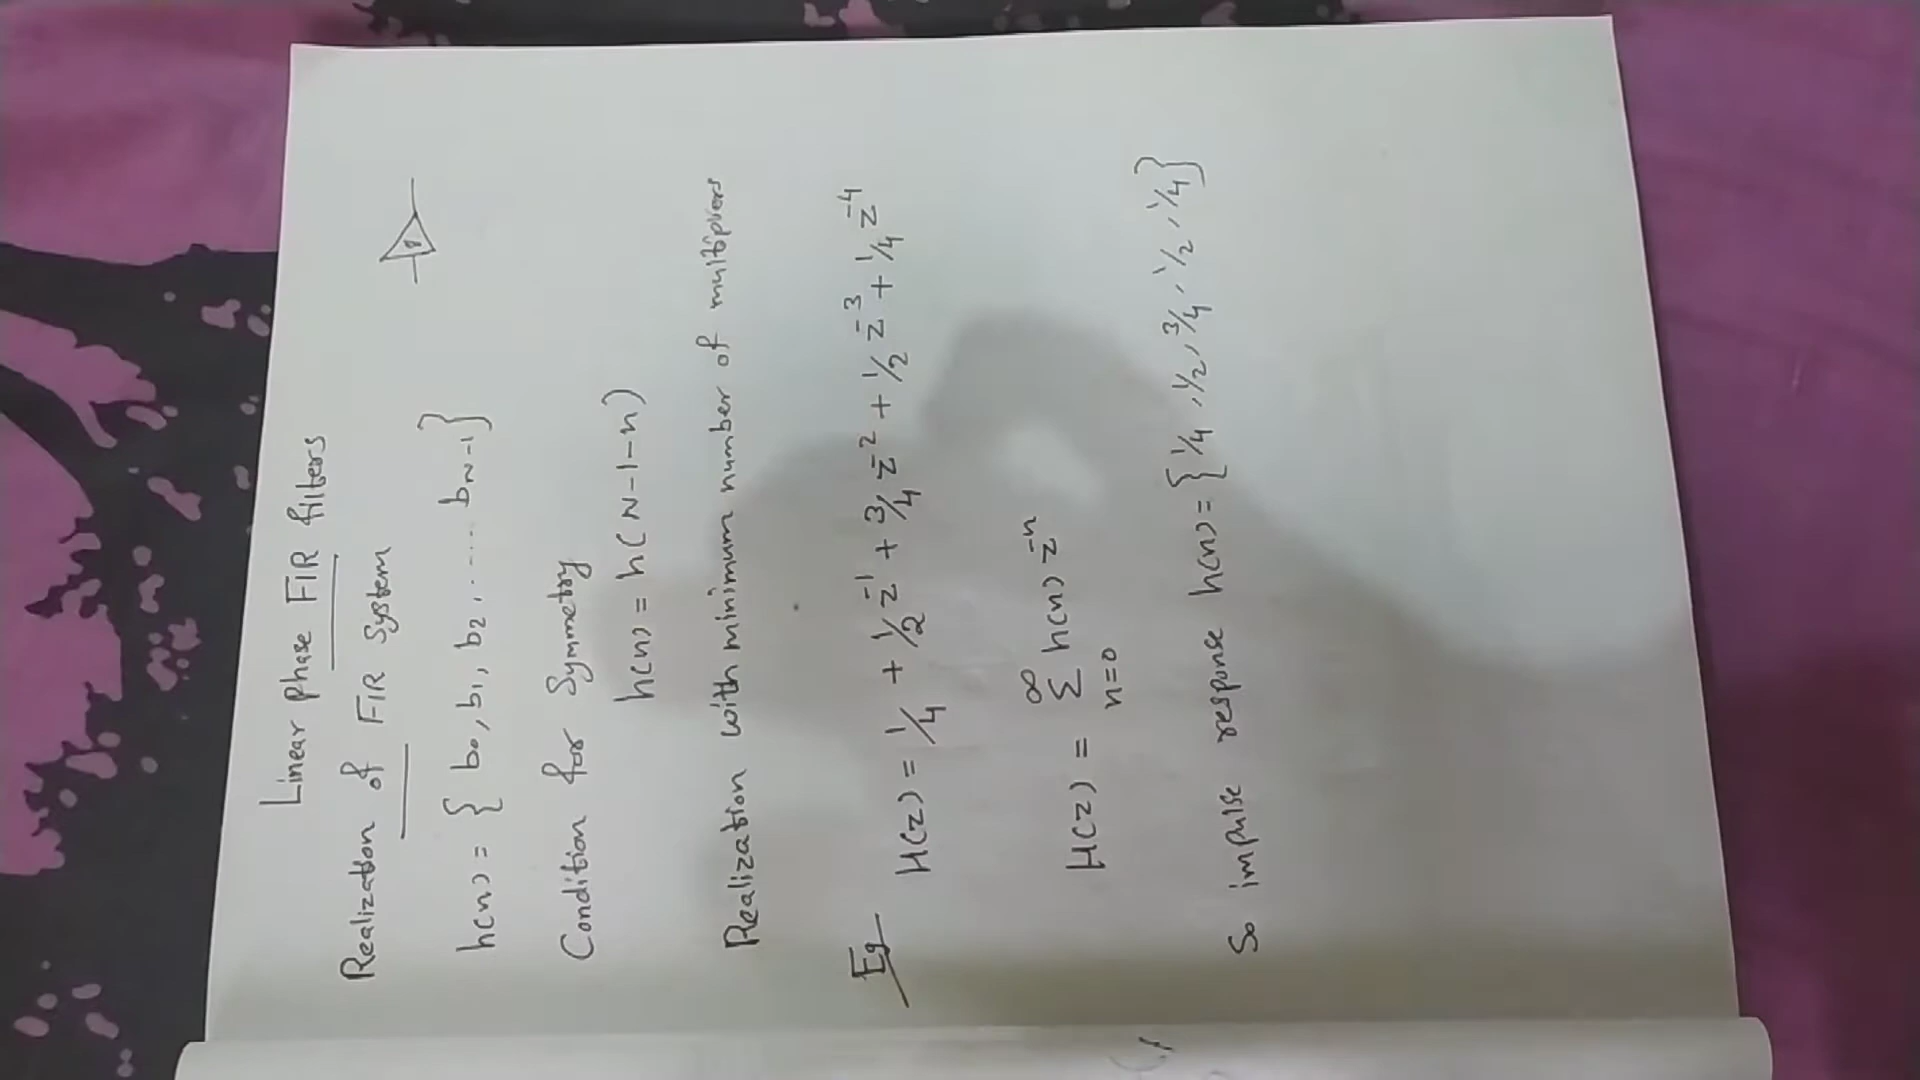 Linear phase FIR filters
Realization of FIR System
h(n) = { b0, b1, b2, .... bN-1 }
Condition for Symmetry
h(n) = h(N-1-n)
Realization with minimum number of multipliers
Eg H(z) = 1/4 + 1/2 z^-1 + 3/4 z^-2 + 1/2 z^-3 + 1/4 z^-4
H(z) = ∞ Σ n=0 h(n) z^-n
So impulse response h(n) = { 1/4, 1/2, 3/4, 1/2, 1/4 }